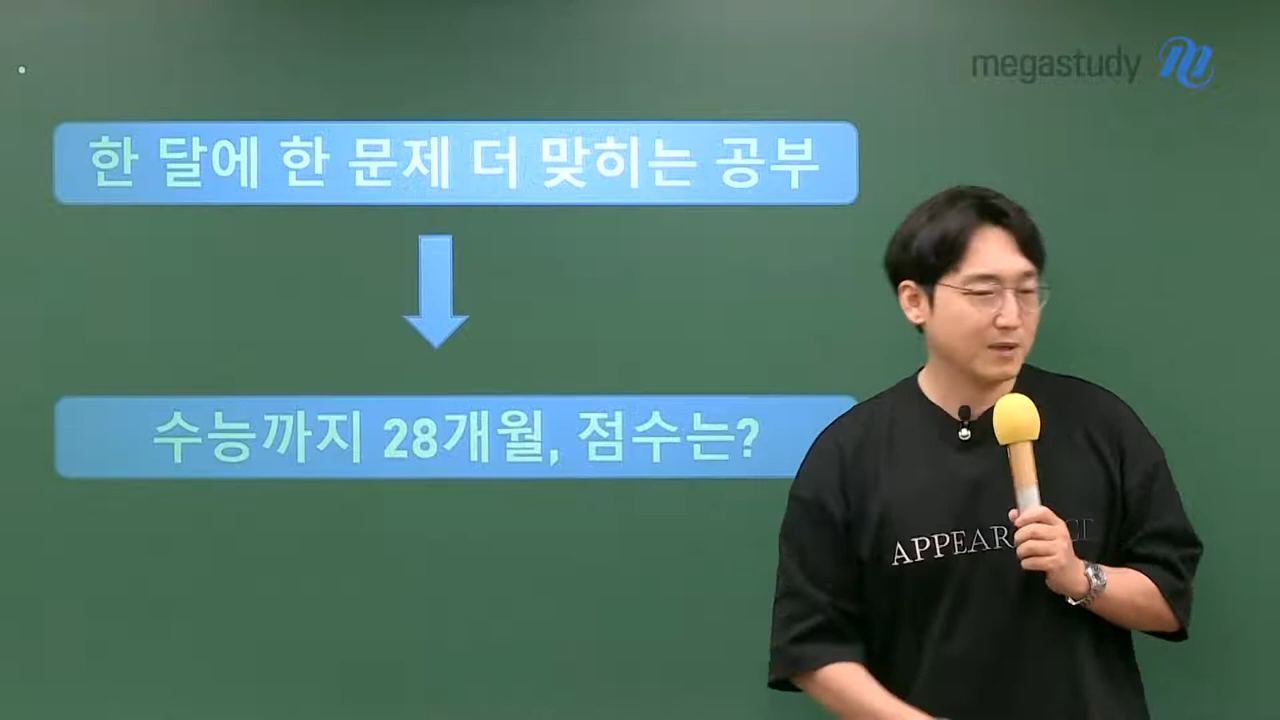 megastudy
한 달에 한 문제 더 맞히는 공부
수능까지 28개월, 점수는?